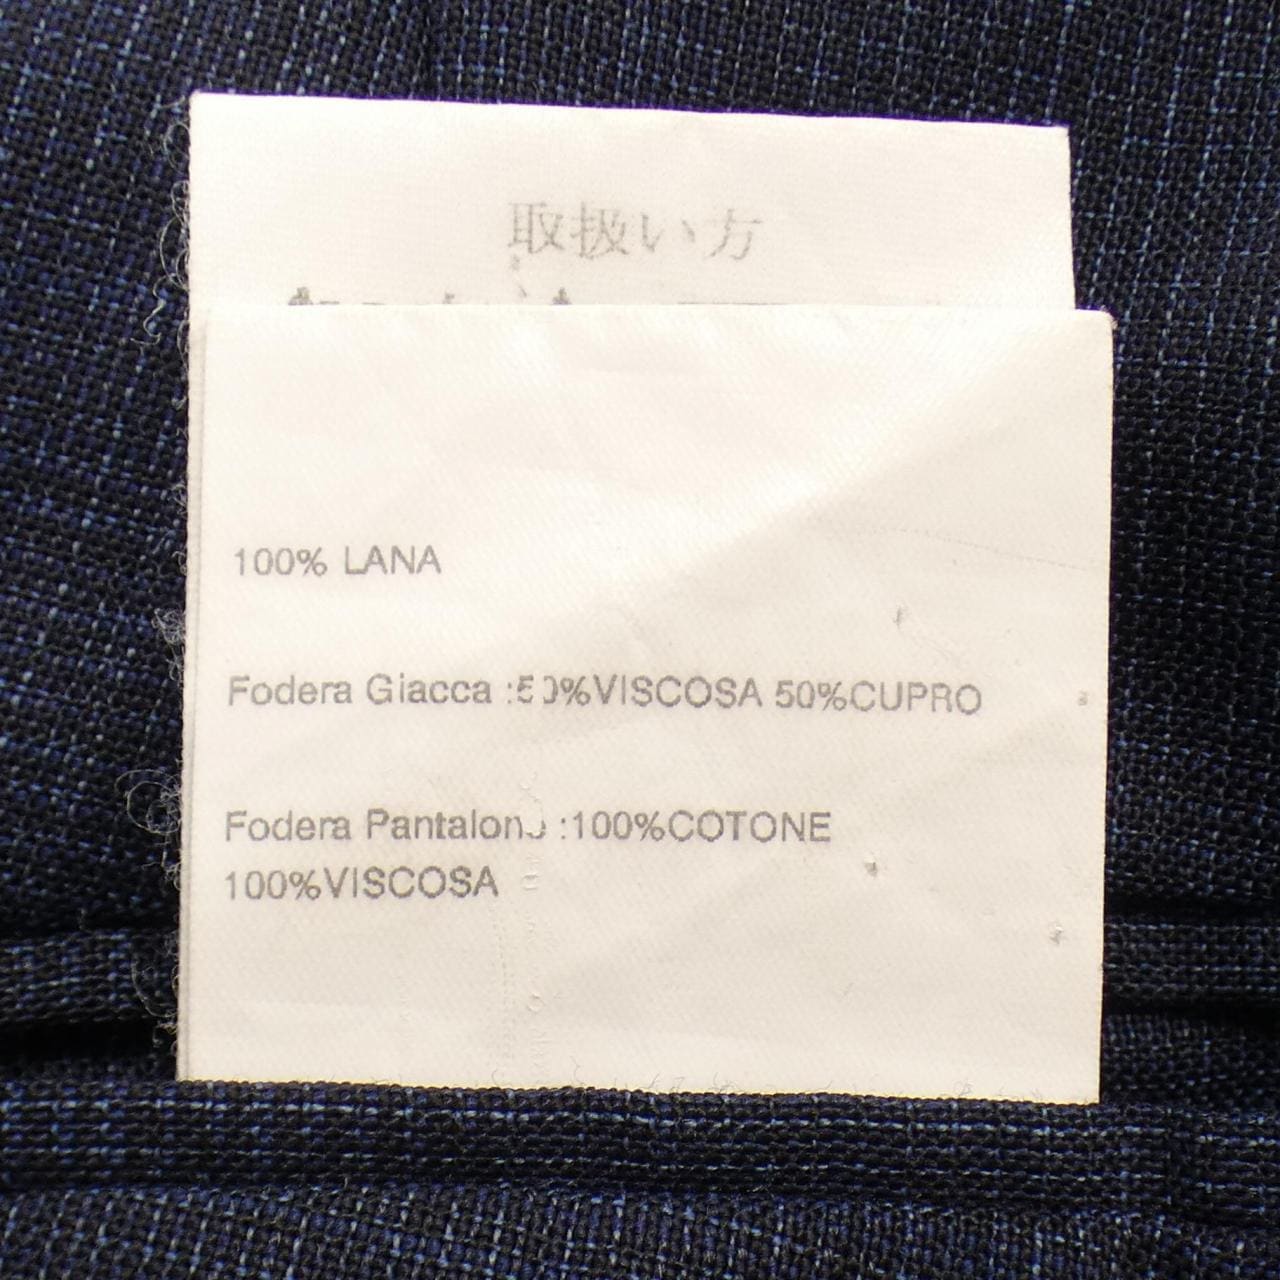 取扱い方
100% LANA
Fodera Giacca :50%VISCOSA 50%CUPRO
Fodera Pantalone :100%COTONE
100%VISCOSA